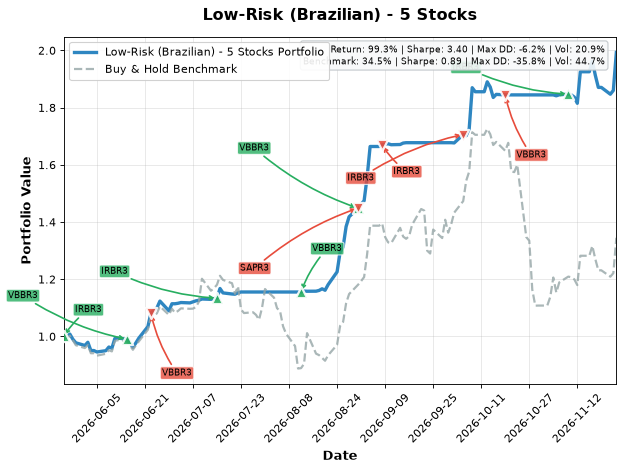 Low-Risk (Brazilian) - 5 Stocks
Low-Risk (Brazilian) - 5 Stocks Portfolio
Buy & Hold Benchmark
Return: 99.3% | Sharpe: 3.40 | Max DD: -6.2% | Vol: 20.9%
Benchmark: 34.5% | Sharpe: 0.89 | Max DD: -35.8% | Vol: 44.7%
Portfolio Value
2.0
1.8
1.6
1.4
1.2
1.0
VBBR3
IRBR3
IRBR3
VBBR3
VBBR3
SAPR3
VBBR3
IRBR3
IRBR3
VBBR3
2026-06-05
2026-06-21
2026-07-07
2026-07-23
2026-08-08
2026-08-24
2026-09-09
2026-09-25
2026-10-11
2026-10-27
2026-11-12
Date